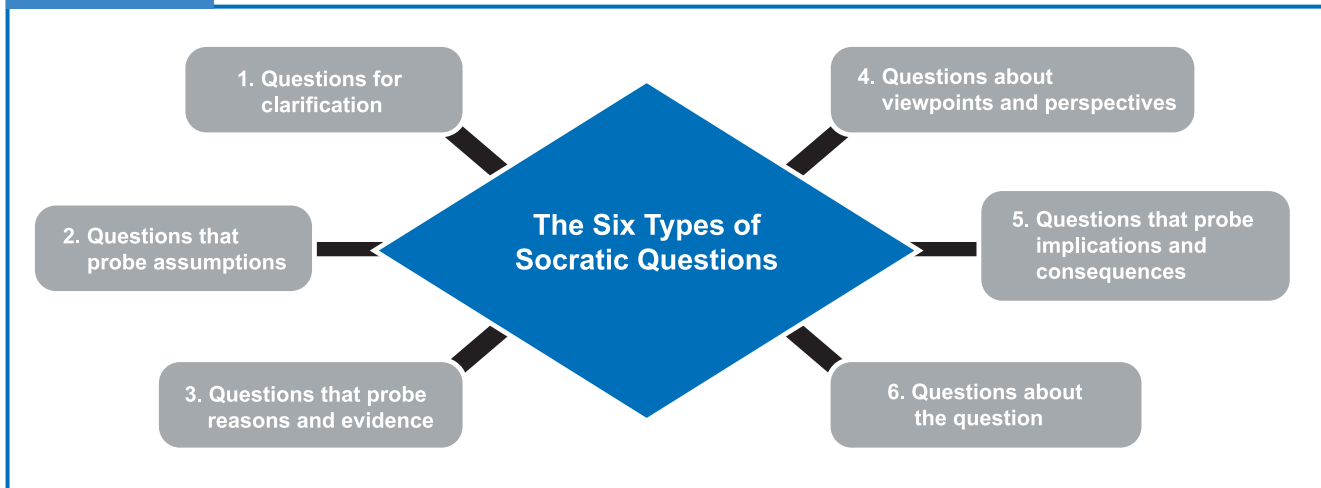 The Six Types of
Socratic Questions
1. Questions for
clarification
2. Questions that
probe assumptions
3. Questions that probe
reasons and evidence
4. Questions about
viewpoints and perspectives
5. Questions that probe
implications and
consequences
6. Questions about
the question